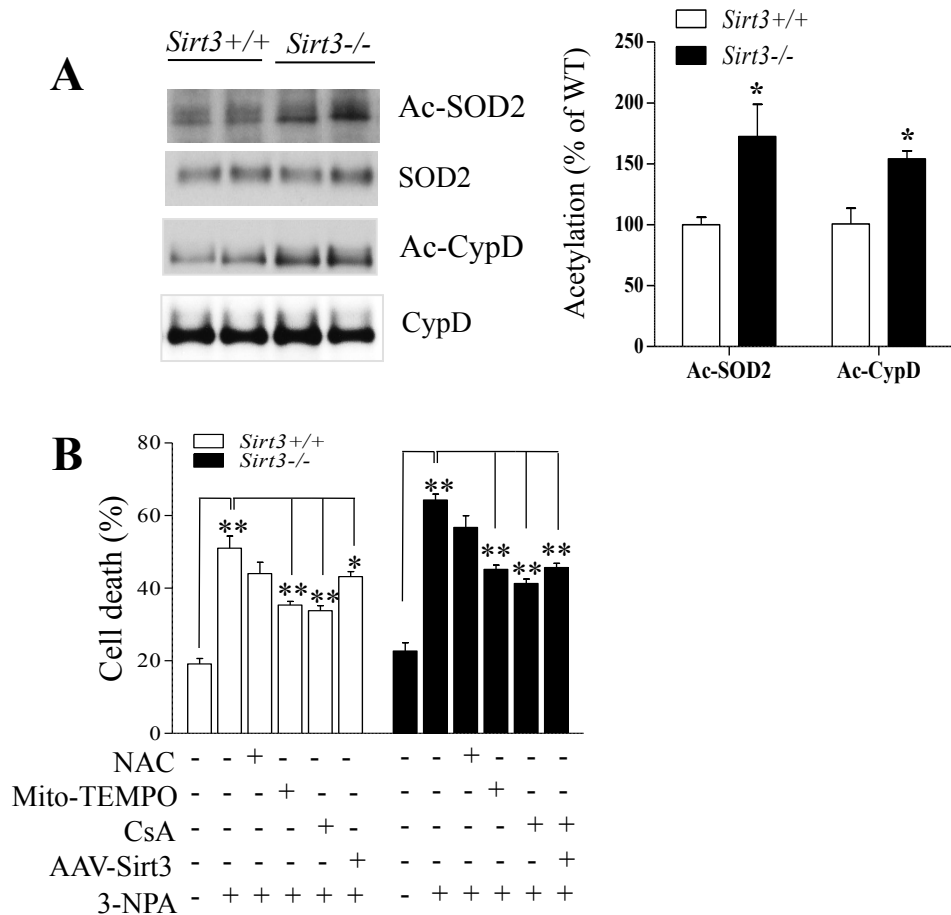 A
Sirt3+/+ Sirt3-/-
Ac-SOD2
SOD2
Ac-CypD
CypD
Sirt3+/+
Sirt3-/-
Acetylation (% of WT)
250
200
150
100
50
0
* *
Ac-SOD2 Ac-CypD
B
Sirt3+/+
Sirt3-/-
Cell death (%)
80
60
40
20
0
** ** ** *
** ** ** **
NAC - - + - - - - - + - - -
Mito-TEMPO - - - + - - - - - + - -
CsA - - - - + - - - - - + +
AAV-Sirt3 - - - - - + - - - - - +
3-NPA - + + + + + - + + + + +